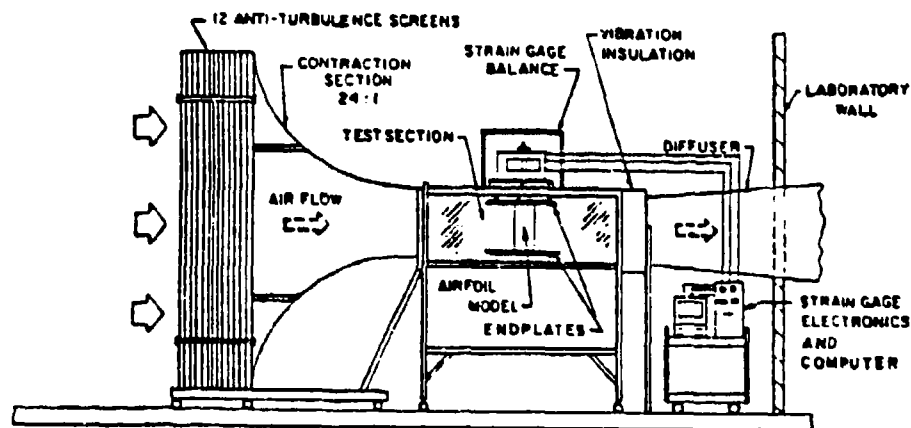 12 ANTI-TURBULENCE SCREENS
CONTRACTION
SECTION
24:1
STRAIN GAGE
BALANCE
VIBRATION
INSULATION
LABORATORY
WALL
TEST SECTION
DIFFUSER
AIR FLOW
AIRFOIL
MODEL
ENDPLATES
STRAIN GAGE
ELECTRONICS
AND
COMPUTER